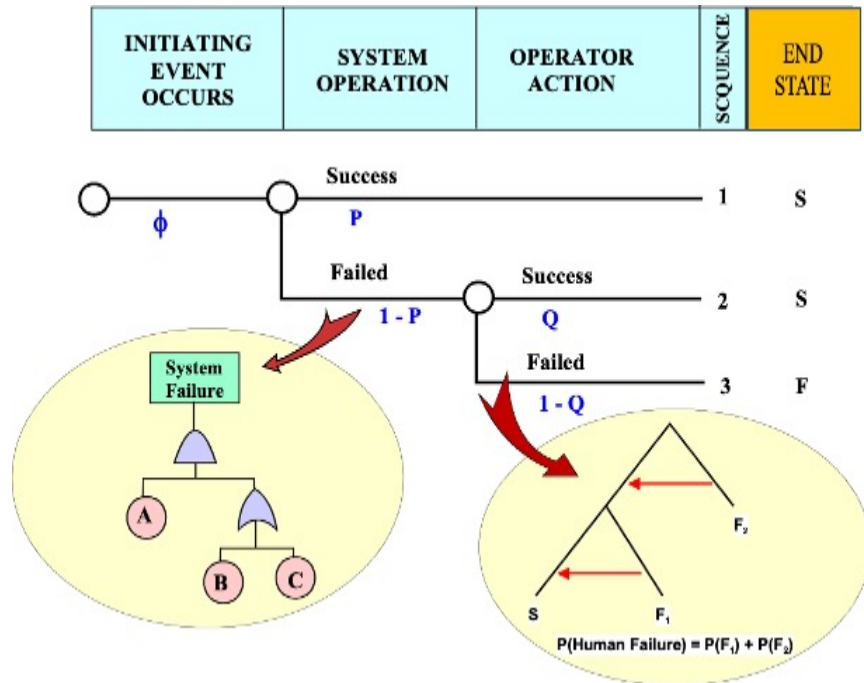 INITIATING
EVENT
OCCURS
SYSTEM
OPERATION
OPERATOR
ACTION
SCQUENCE
END
STATE
Success
1
S
ϕ
P
Failed
Success
2
S
1 - P
Q
System
Failure
Failed
3
F
1 - Q
A
B
C
F₂
S
F₁
P(Human Failure) = P(F₁) + P(F₂)